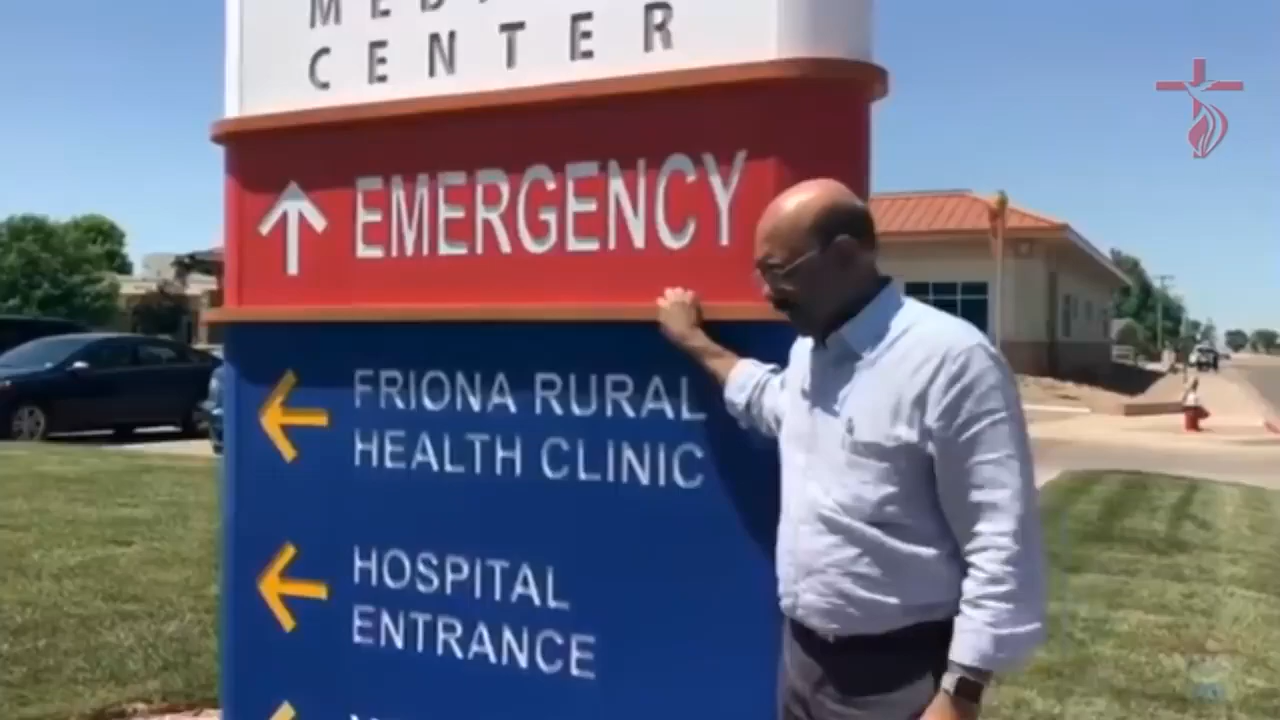 CENTER
EMERGENCY
FRIONA RURAL
HEALTH CLINIC
HOSPITAL
ENTRANCE